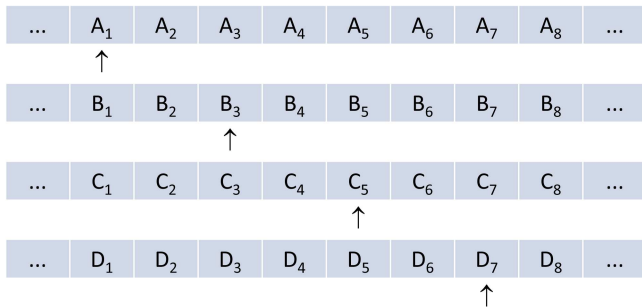 ... A₁ A₂ A₃ A₄ A₅ A₆ A₇ A₈ ...
↑
... B₁ B₂ B₃ B₄ B₅ B₆ B₇ B₈ ...
↑
... C₁ C₂ C₃ C₄ C₅ C₆ C₇ C₈ ...
↑
... D₁ D₂ D₃ D₄ D₅ D₆ D₇ D₈ ...
↑